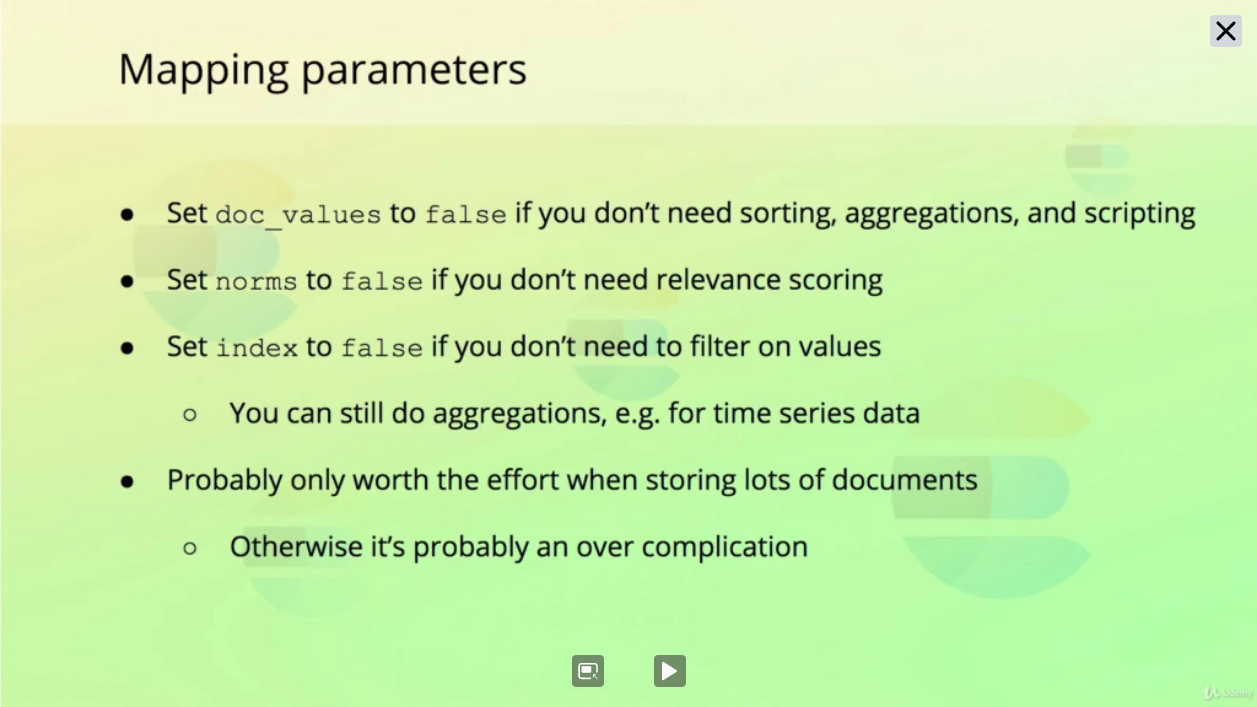 Mapping parameters
● Set doc_values to false if you don't need sorting, aggregations, and scripting
● Set norms to false if you don't need relevance scoring
● Set index to false if you don't need to filter on values
○ You can still do aggregations, e.g. for time series data
● Probably only worth the effort when storing lots of documents
○ Otherwise it's probably an over complication
Udemy